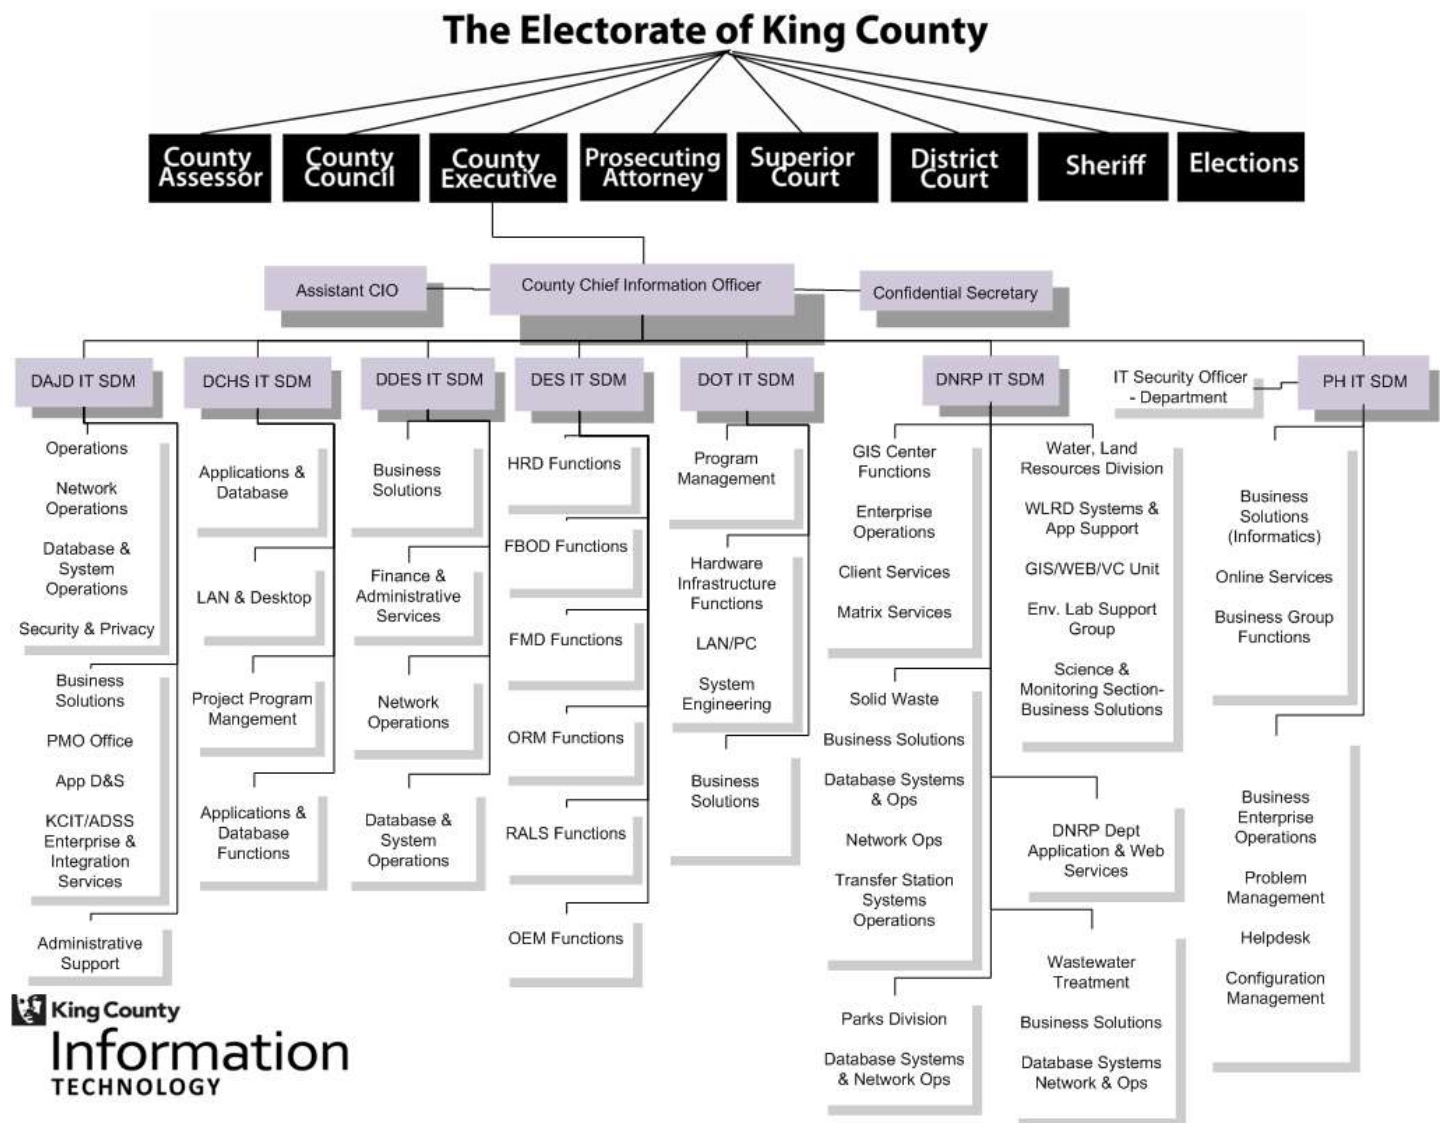 The Electorate of King County
County
Assessor
County
Council
County
Executive
Prosecuting
Attorney
Superior
Court
District
Court
Sheriff
Elections
Assistant CIO
County Chief Information Officer
Confidential Secretary
DAJD IT SDM
DCHS IT SDM
DDES IT SDM
DES IT SDM
DOT IT SDM
DNRP IT SDM
IT Security Officer
- Department
PH IT SDM
Operations
Network
Operations
Database &
System
Operations
Security & Privacy
Business
Solutions
PMO Office
App D&S
KCIT/ADSS
Enterprise &
Integration
Services
Administrative
Support
Applications &
Database
LAN & Desktop
Project Program
Mangement
Applications &
Database
Functions
Business
Solutions
Finance &
Administrative
Services
Network
Operations
Database &
System
Operations
HRD Functions
FBOD Functions
FMD Functions
ORM Functions
RALS Functions
OEM Functions
Program
Management
Hardware
Infrastructure
Functions
LAN/PC
System
Engineering
Business
Solutions
GIS Center
Functions
Enterprise
Operations
Client Services
Matrix Services
Solid Waste
Business Solutions
Database Systems
& Ops
Network Ops
Transfer Station
Systems
Operations
Parks Division
Database Systems
& Network Ops
Water, Land
Resources Division
WLRD Systems &
App Support
GIS/WEB/VC Unit
Env. Lab Support
Group
Science &
Monitoring Section-
Business Solutions
DNRP Dept
Application & Web
Services
Wastewater
Treatment
Business Solutions
Database Systems
Network & Ops
Business
Solutions
(Informatics)
Online Services
Business Group
Functions
Business
Enterprise
Operations
Problem
Management
Helpdesk
Configuration
Management
King County
Information
TECHNOLOGY